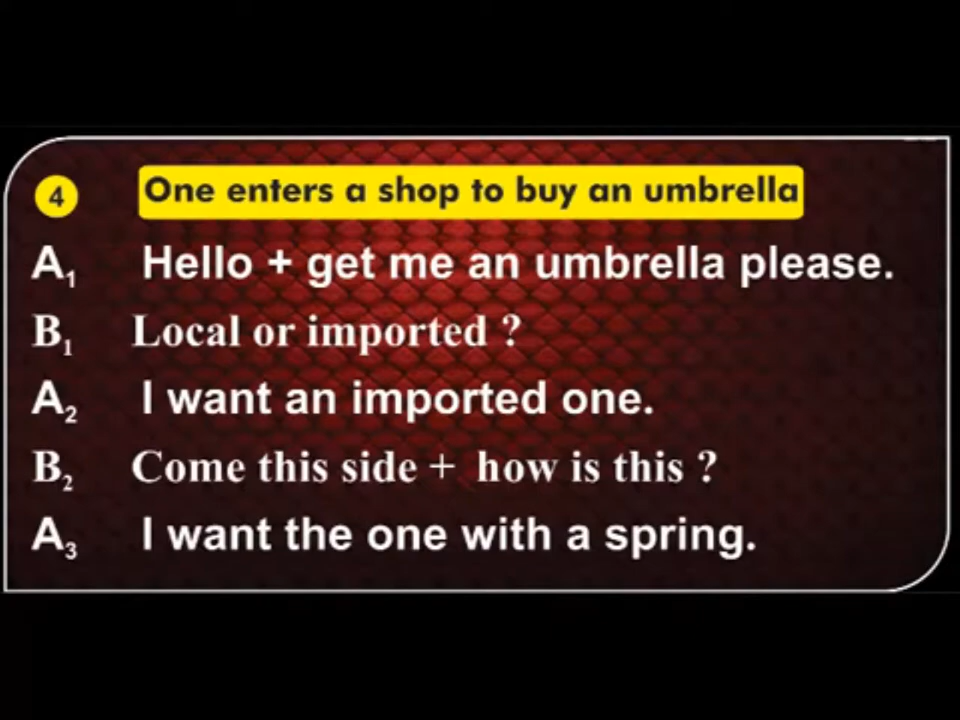 4 One enters a shop to buy an umbrella
A1 Hello + get me an umbrella please.
B1 Local or imported ?
A2 I want an imported one.
B2 Come this side + how is this ?
A3 I want the one with a spring.